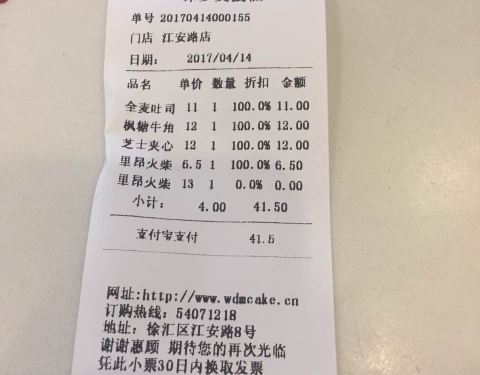 单号 20170414000155
门店 江安路店
日期: 2017/04/14
品名 单价 数量 折扣 金额
全麦吐司 11 1 100.0% 11.00
枫糖牛角 12 1 100.0% 12.00
芝士夹心 12 1 100.0% 12.00
里昂火柴 6.5 1 100.0% 6.50
里昂火柴 13 1 0.0% 0.00
小计: 4.00 41.50
支付宝支付 41.5
网址:http://www.wdmcake.cn
订购热线: 54071218
地址: 徐汇区江安路8号
谢谢惠顾 期待您的再次光临
凭此小票30日内换取发票